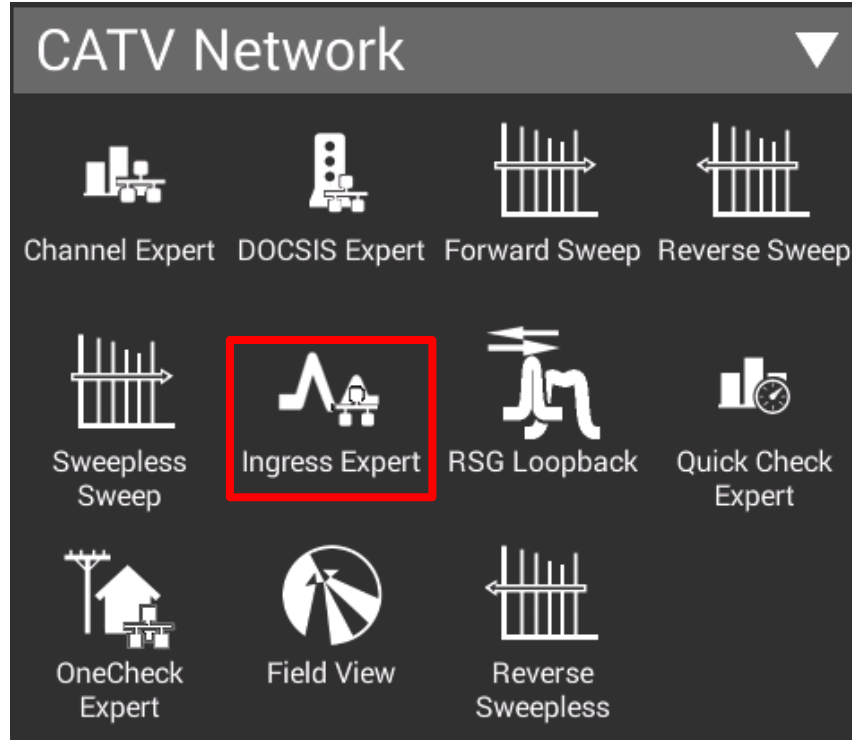 CATV Network
Channel Expert DOCSIS Expert Forward Sweep Reverse Sweep
Sweepless Sweep
Ingress Expert
RSG Loopback
Quick Check Expert
OneCheck Expert
Field View
Reverse Sweepless